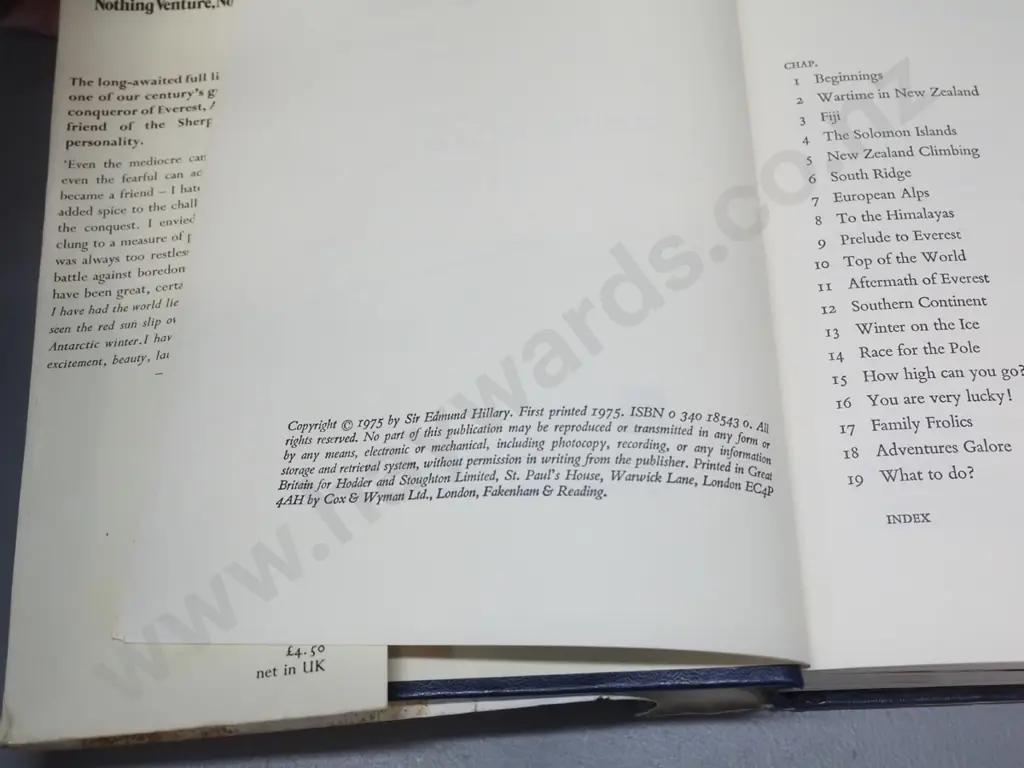 Nothing Venture,
The long-awaited full
one of our century's
conqueror of Everest,
friend of the
personality.
'Even the mediocre can
even the fearful can
became a friend – I
added spice to the
the conquest. I
clung to a measure of
was always too
battle against
have been great,
I have had the world
seen the red sun slip
Antarctic winter. I
excitement, beauty,
£4.50
net in UK
Copyright © 1975 by Sir Edmund Hillary. First printed 1975. ISBN 0 340 18543 0. All
rights reserved. No part of this publication may be reproduced or transmitted in any form or
by any means, electronic or mechanical, including photocopy, recording, or any information
storage and retrieval system, without permission in writing from the publisher. Printed in Great
Britain for Hodder and Stoughton Limited, St. Paul's House, Warwick Lane, London EC4P
4AH by Cox & Wyman Ltd., London, Fakenham & Reading.
CHAP.
1 Beginnings
2 Wartime in New Zealand
3 Fiji
4 The Solomon Islands
5 New Zealand Climbing
6 South Ridge
7 European Alps
8 To the Himalayas
9 Prelude to Everest
10 Top of the World
11 Aftermath of Everest
12 Southern Continent
13 Winter on the Ice
14 Race for the Pole
15 How high can you go?
16 You are very lucky!
17 Family Frolics
18 Adventures Galore
19 What to do?
INDEX